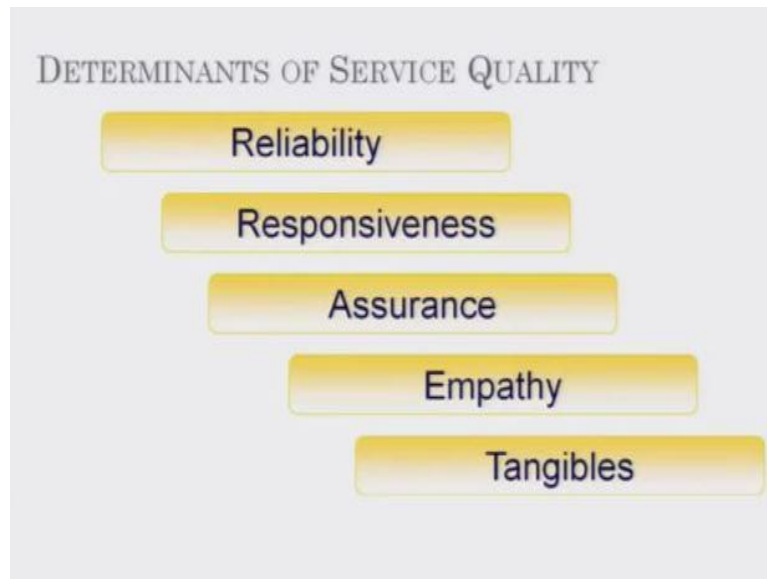 DETERMINANTS OF SERVICE QUALITY
Reliability
Responsiveness
Assurance
Empathy
Tangibles